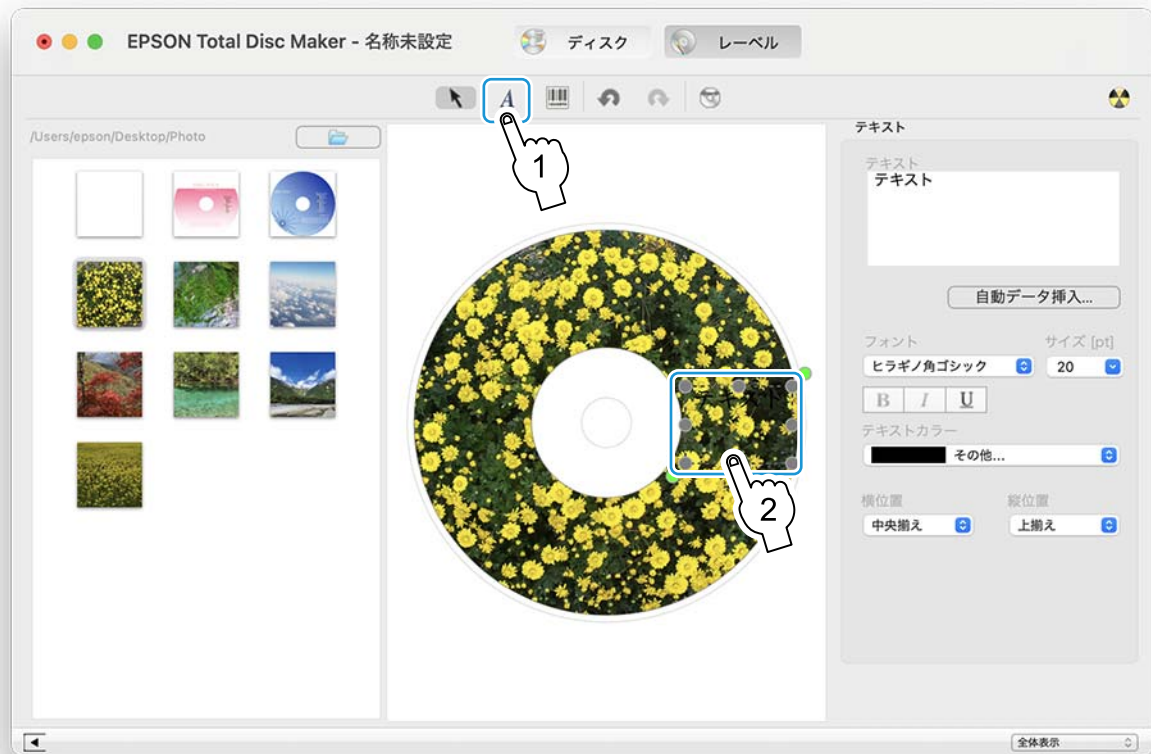 EPSON Total Disc Maker - 名称未設定
ディスク
レーベル
A
1
/Users/epson/Desktop/Photo
テキスト
テキスト
テキスト
自動データ挿入...
フォント
サイズ [pt]
ヒラギノ角ゴシック
20
B I U
テキストカラー
その他...
横位置
縦位置
中央揃え
上揃え
テキスト
2
全体表示